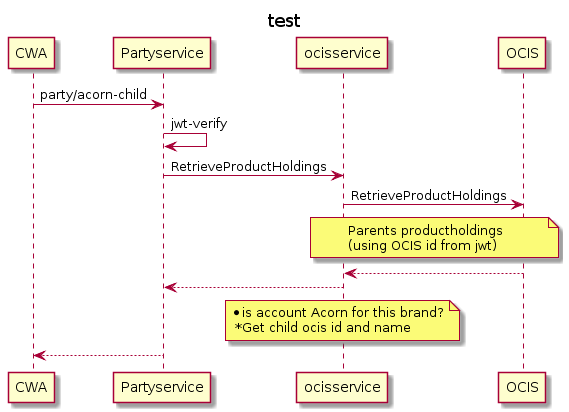 test
CWA Partyservice ocisservice OCIS
party/acorn-child
jwt-verify
RetrieveProductHoldings
RetrieveProductHoldings
Parents productholdings
(using OCIS id from jwt)
•is account Acorn for this brand?
*Get child ocis id and name
CWA Partyservice ocisservice OCIS